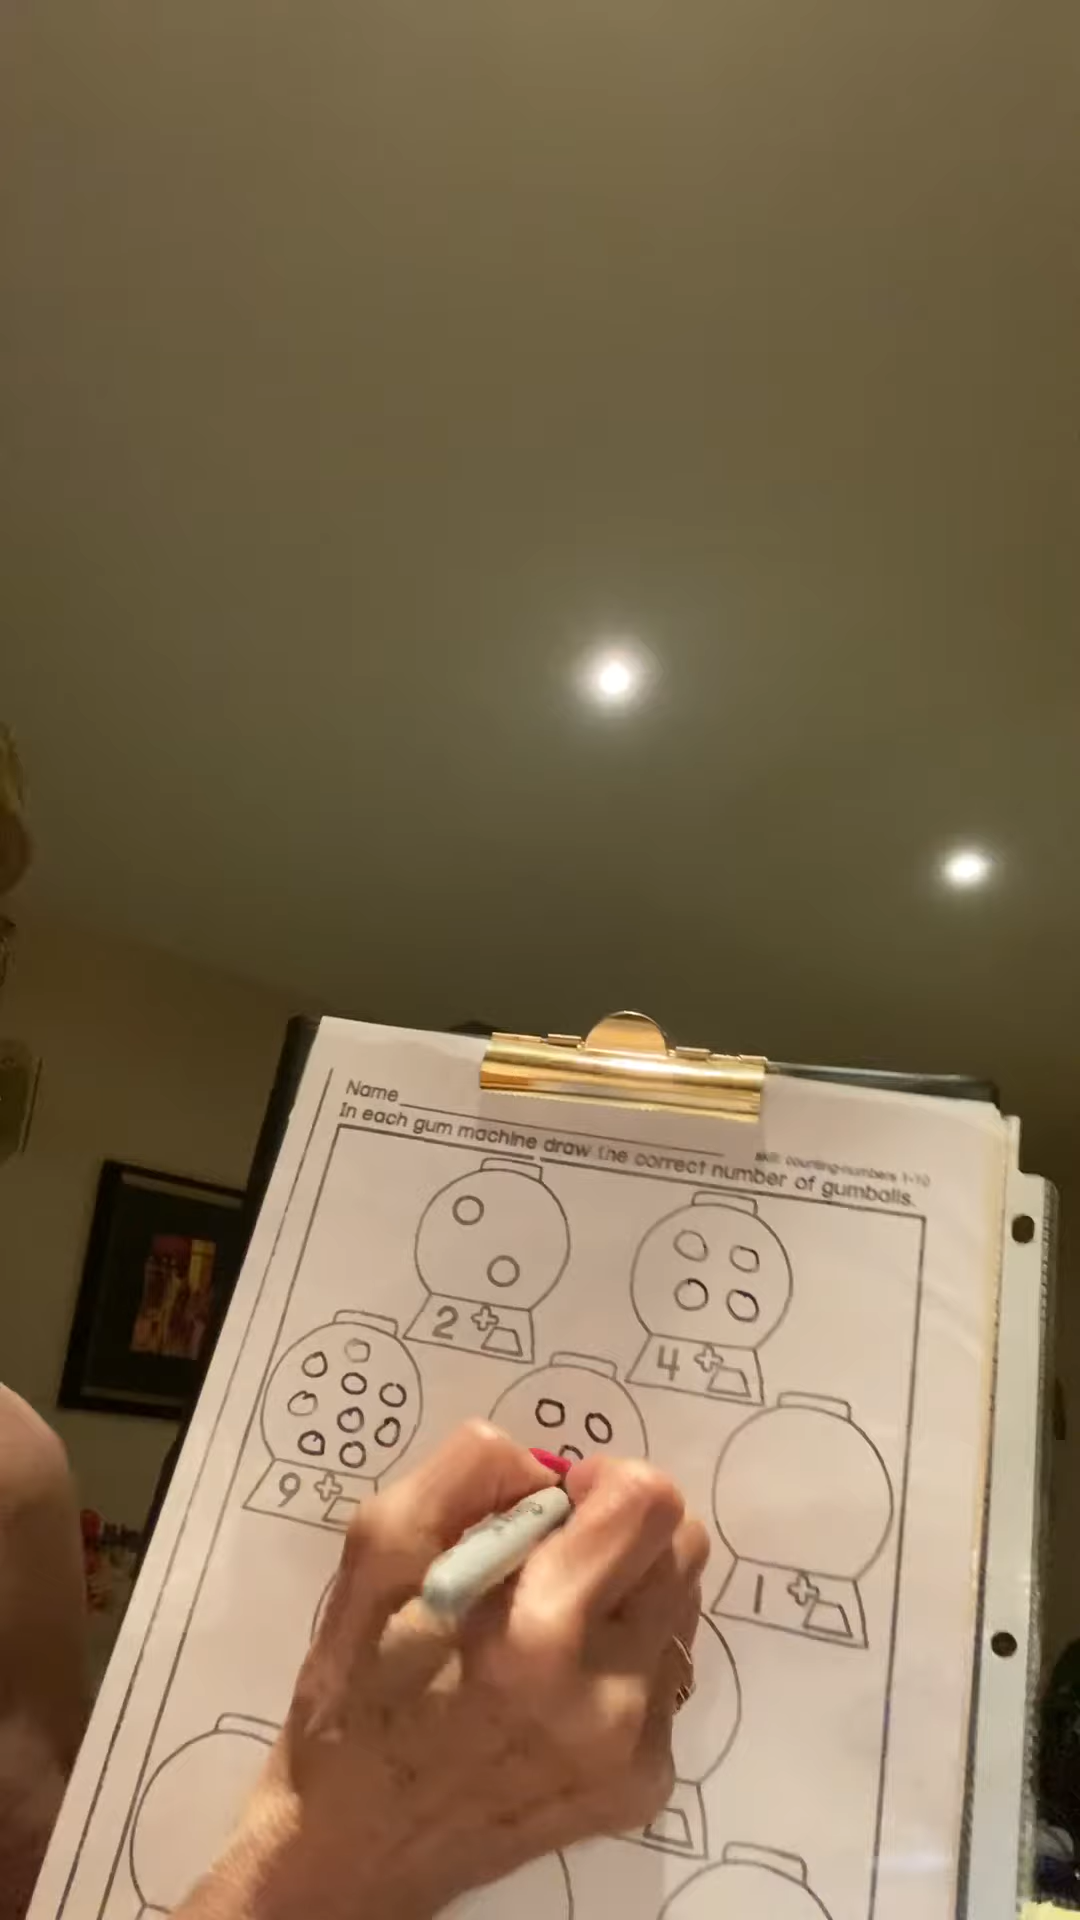 Name
skill: counting-numbers 1-10
In each gum machine draw the correct number of gumballs.
2
4
9
1